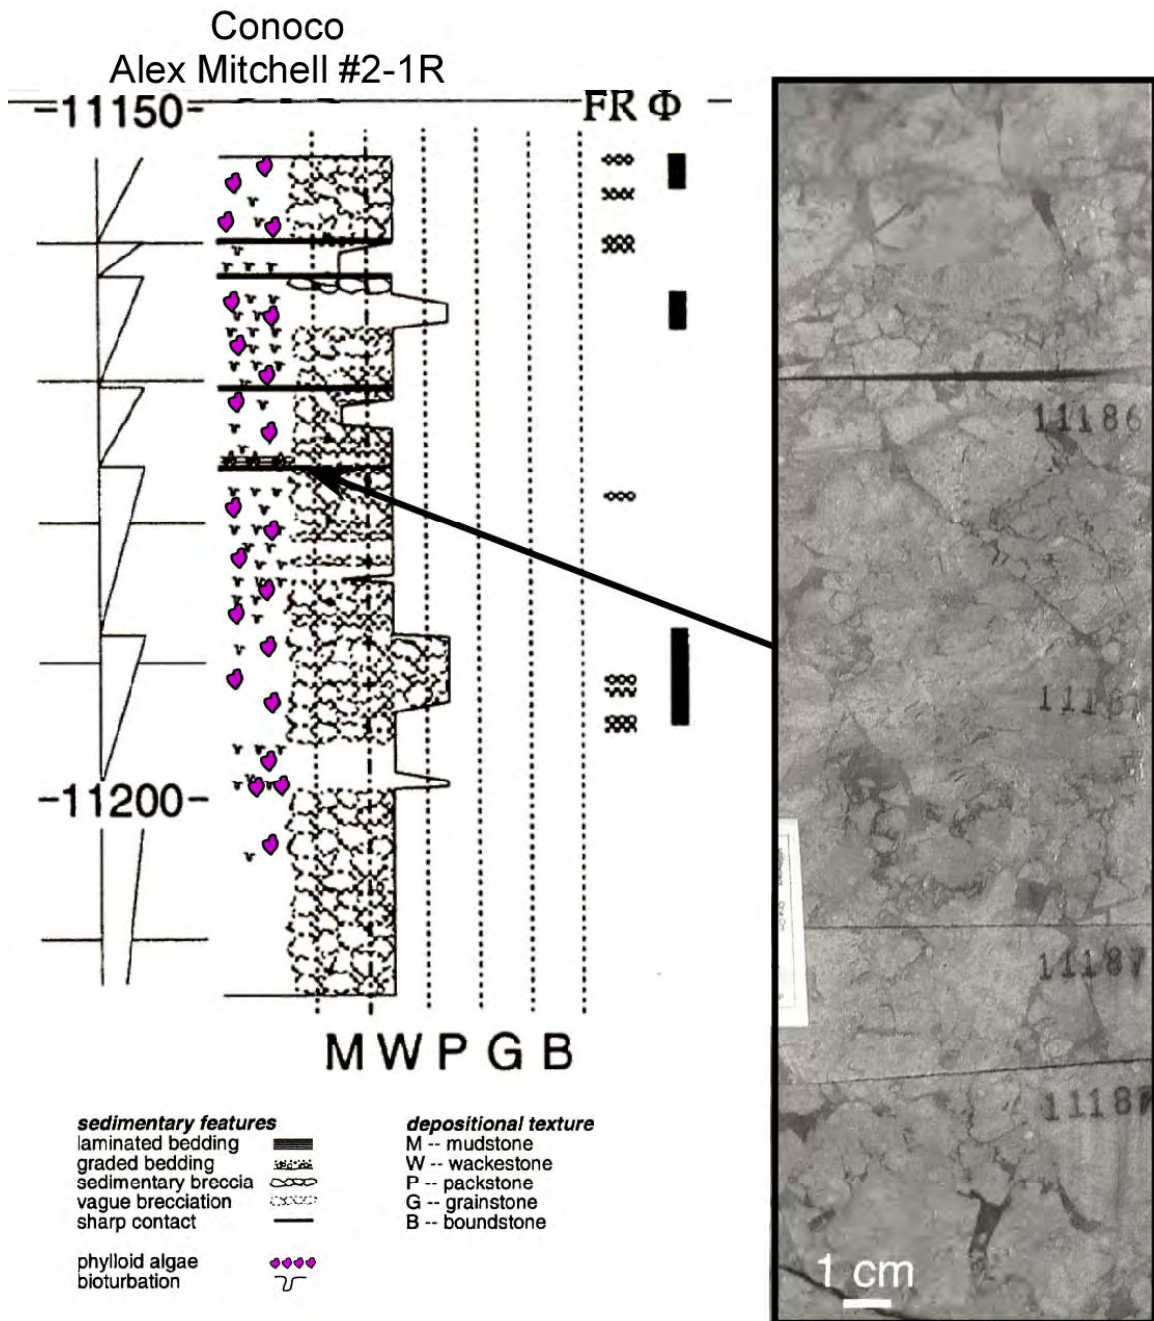 Conoco
Alex Mitchell #2-1R
-11150-
FR Φ
-11200-
M W P G B
sedimentary features
laminated bedding
graded bedding
sedimentary breccia
vague brecciation
sharp contact
phylloid algae
bioturbation
depositional texture
M -- mudstone
W -- wackestone
P -- packstone
G -- grainstone
B -- boundstone
11186
11187
11187
1 cm